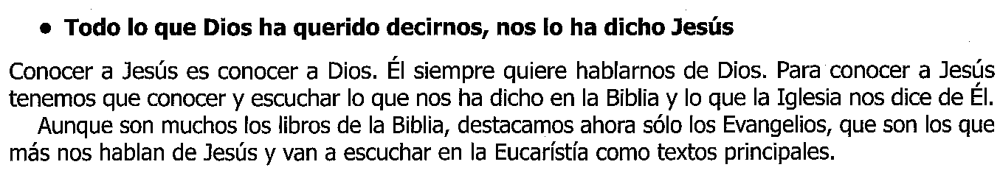 • Todo lo que Dios ha querido decirnos, nos lo ha dicho Jesús
Conocer a Jesús es conocer a Dios. Él siempre quiere hablarnos de Dios. Para conocer a Jesús
tenemos que conocer y escuchar lo que nos ha dicho en la Biblia y lo que la Iglesia nos dice de Él.
Aunque son muchos los libros de la Biblia, destacamos ahora sólo los Evangelios, que son los que
más nos hablan de Jesús y van a escuchar en la Eucarístía como textos principales.